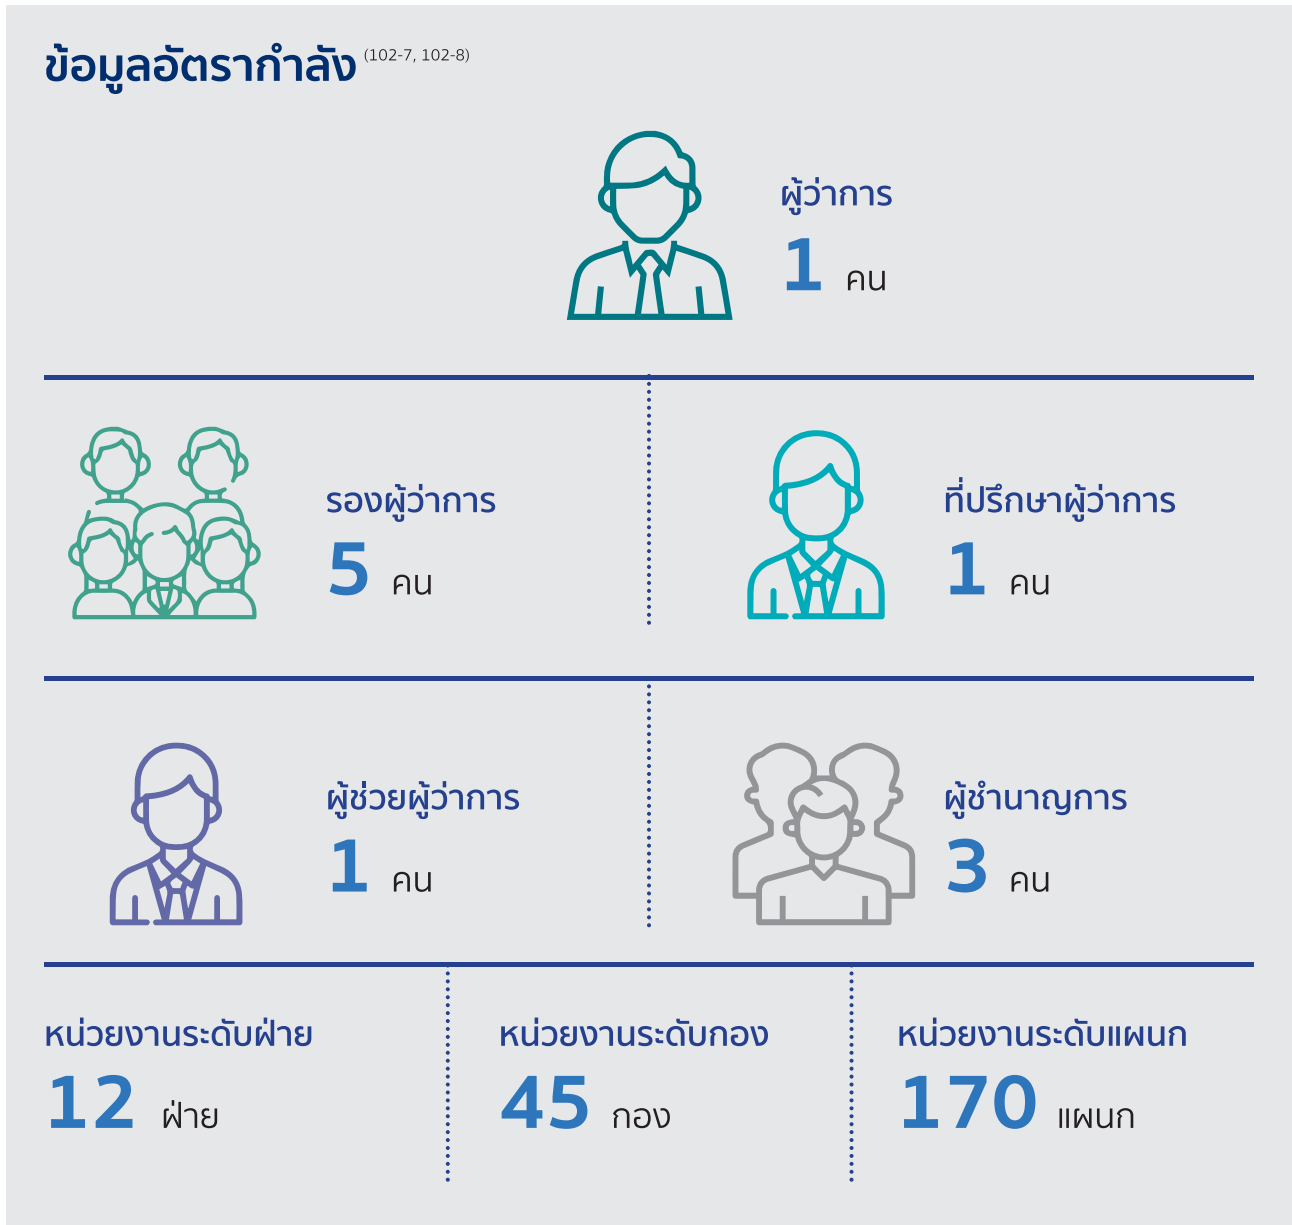 ข้อมูลอัตรากำลัง (102-7, 102-8)
ผู้ว่าการ
1 คน
รองผู้ว่าการ
5 คน
ที่ปรึกษาผู้ว่าการ
1 คน
ผู้ช่วยผู้ว่าการ
1 คน
ผู้ชำนาญการ
3 คน
หน่วยงานระดับฝ่าย
12 ฝ่าย
หน่วยงานระดับกอง
45 กอง
หน่วยงานระดับแผนก
170 แผนก